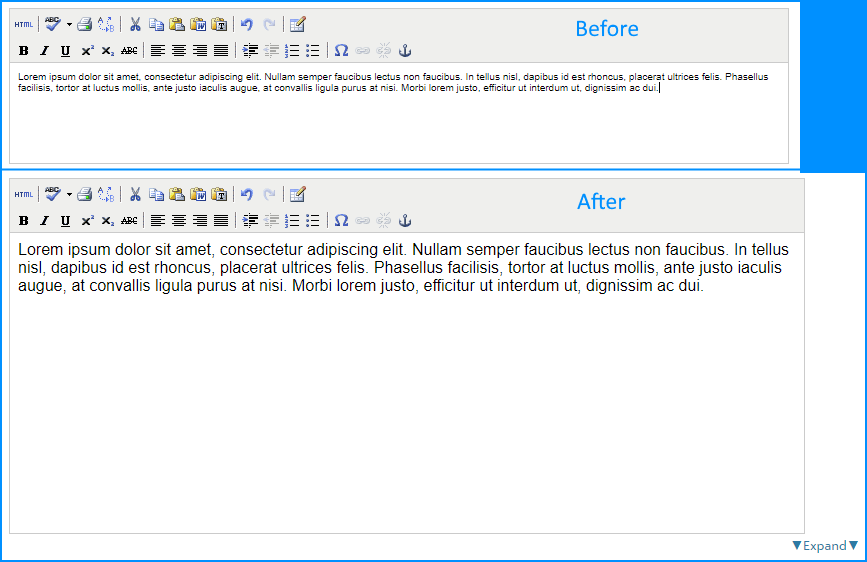 HTML ABC A B Before
B I U x² x₂ ABC Ω
Lorem ipsum dolor sit amet, consectetur adipiscing elit. Nullam semper faucibus lectus non faucibus. In tellus nisl, dapibus id est rhoncus, placerat ultrices felis. Phasellus
facilisis, tortor at luctus mollis, ante justo iaculis augue, at convallis ligula purus at nisi. Morbi lorem justo, efficitur ut interdum ut, dignissim ac dui.
HTML ABC A B After
B I U x² x₂ ABC Ω
Lorem ipsum dolor sit amet, consectetur adipiscing elit. Nullam semper faucibus lectus non faucibus. In tellus
nisl, dapibus id est rhoncus, placerat ultrices felis. Phasellus facilisis, tortor at luctus mollis, ante justo iaculis
augue, at convallis ligula purus at nisi. Morbi lorem justo, efficitur ut interdum ut, dignissim ac dui.
▼Expand▼